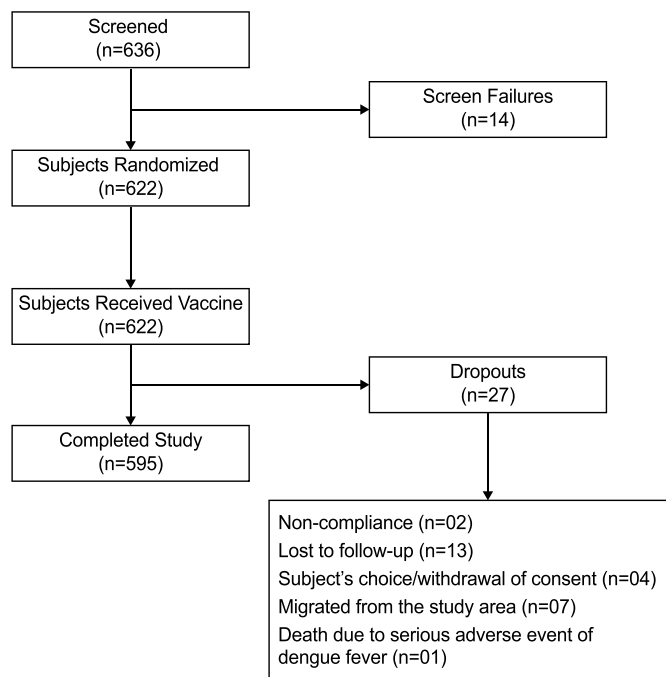 Screened
(n=636)
Screen Failures
(n=14)
Subjects Randomized
(n=622)
Subjects Received Vaccine
(n=622)
Dropouts
(n=27)
Completed Study
(n=595)
Non-compliance (n=02)
Lost to follow-up (n=13)
Subject's choice/withdrawal of consent (n=04)
Migrated from the study area (n=07)
Death due to serious adverse event of
dengue fever (n=01)